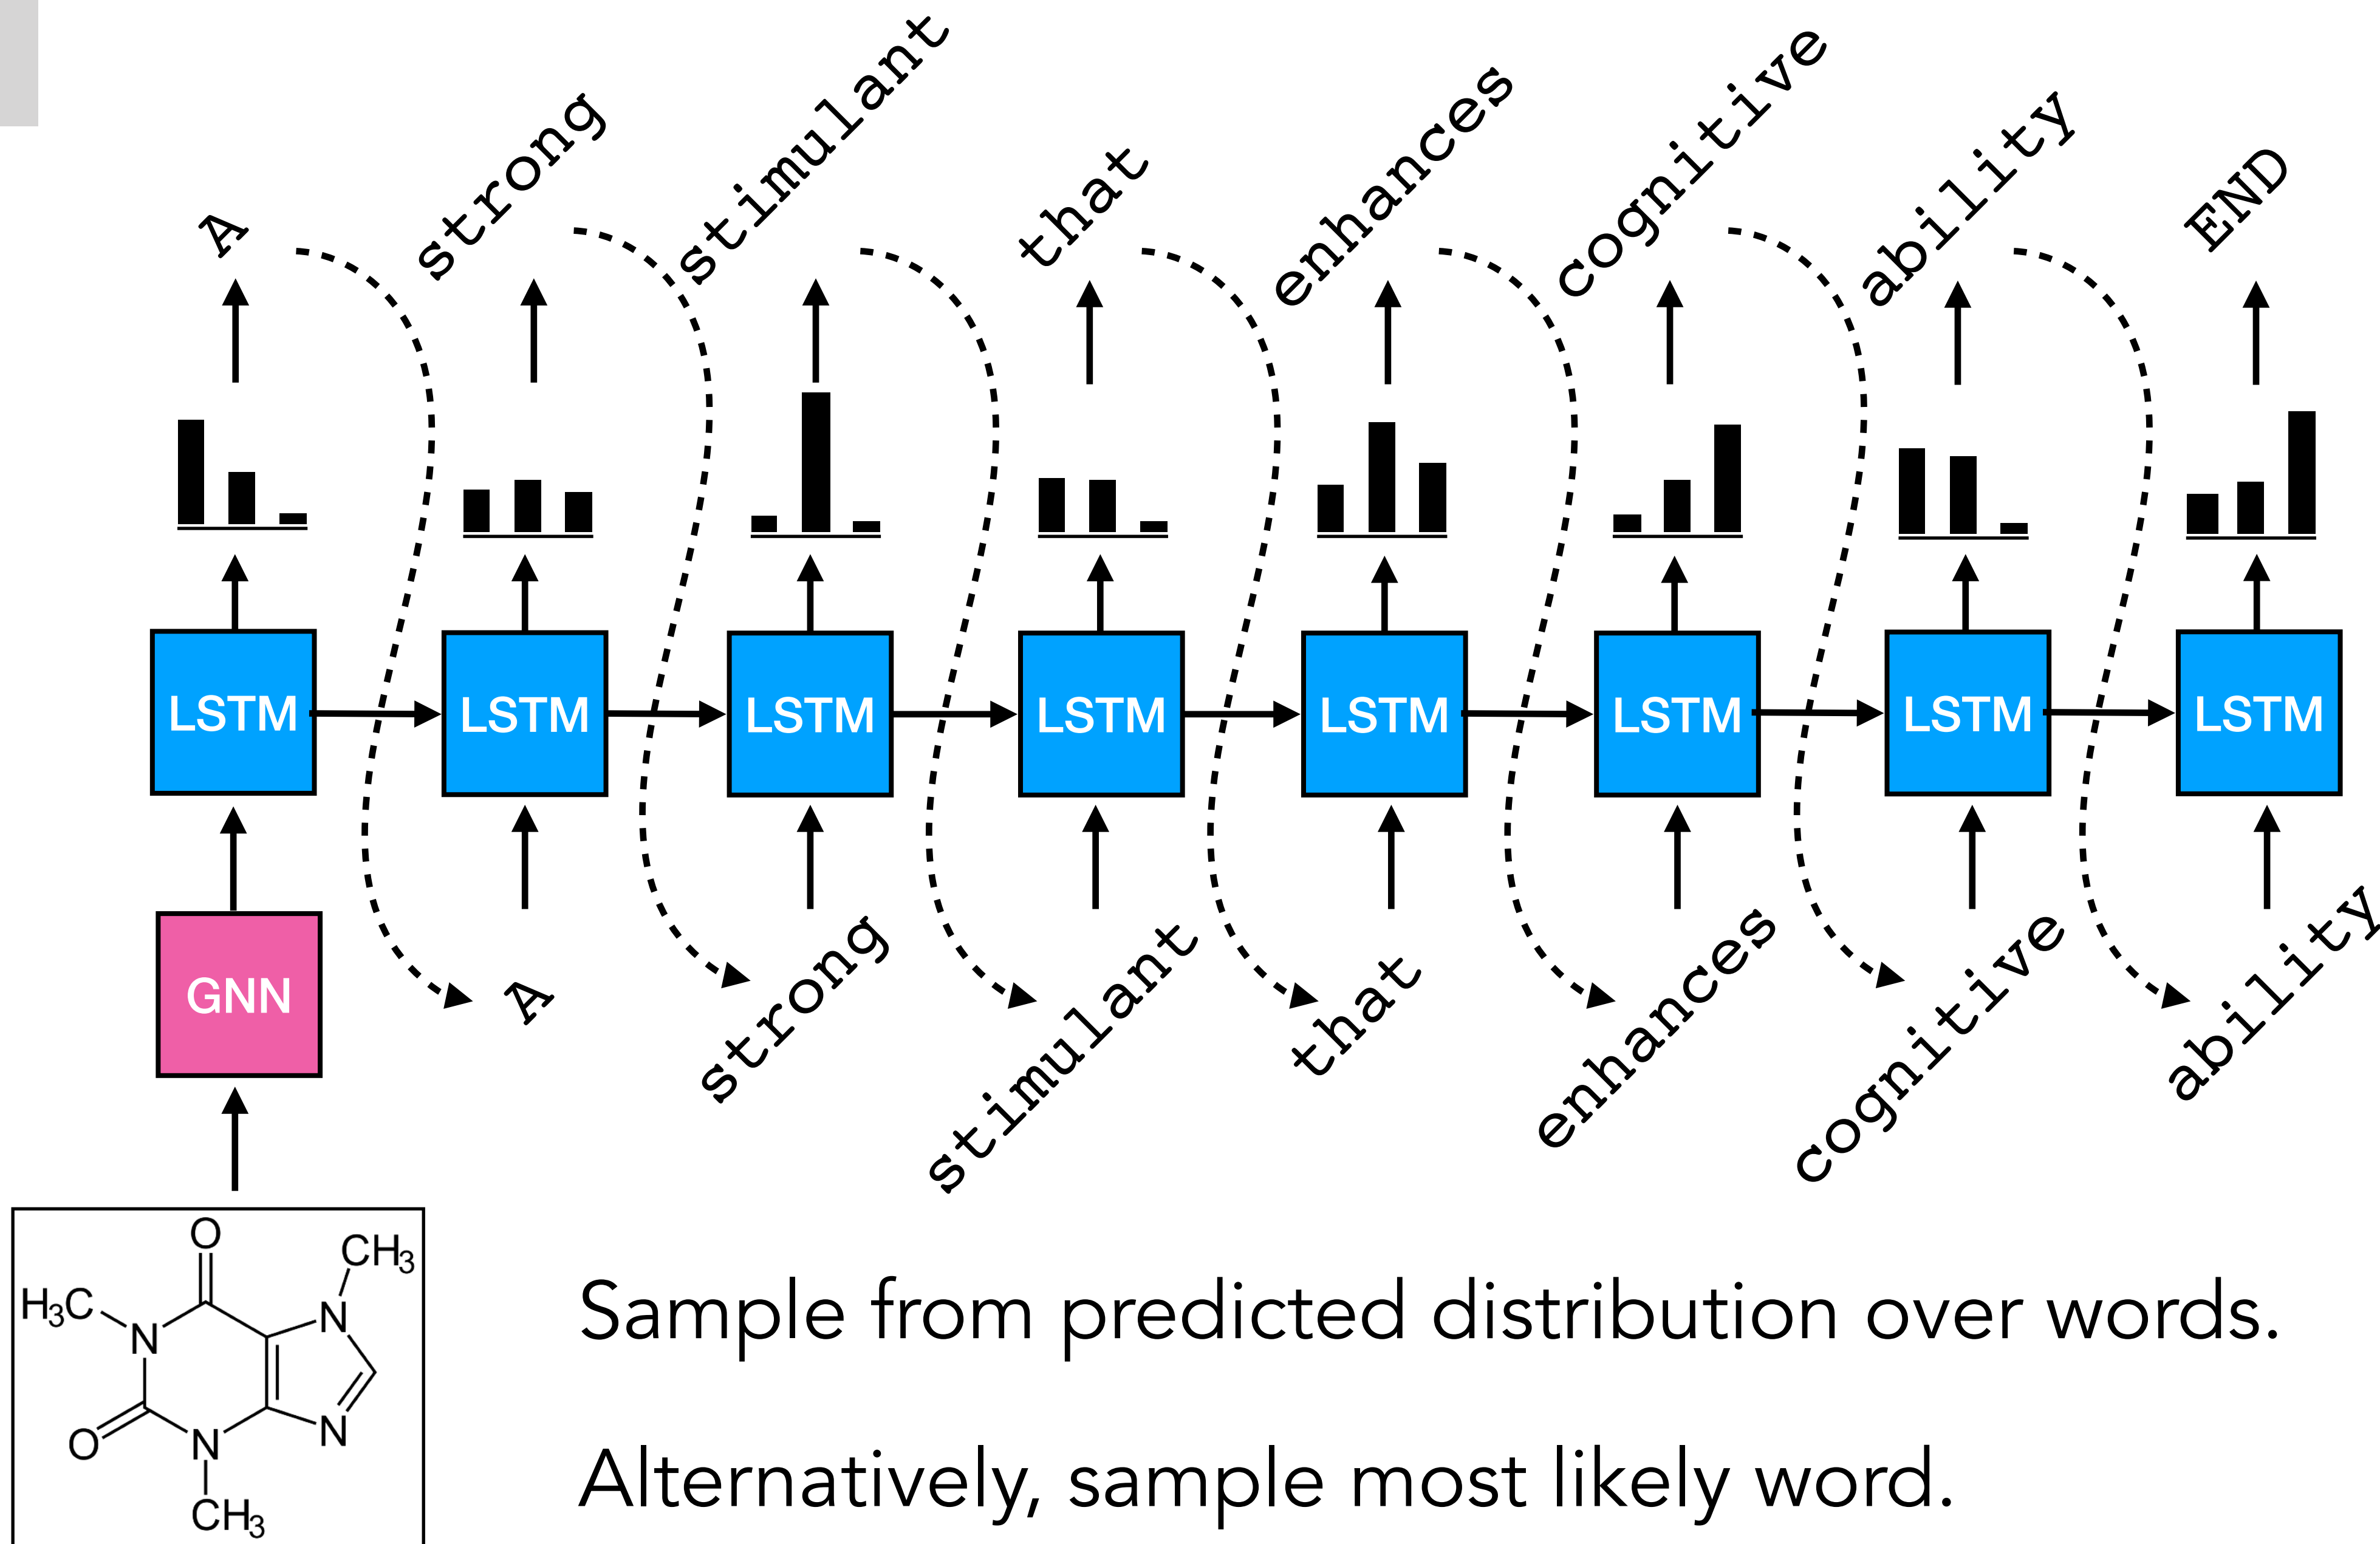 A
strong
stimulant
that
enhances
cognitive
ability
END
LSTM
LSTM
LSTM
LSTM
LSTM
LSTM
LSTM
LSTM
GNN
A
strong
stimulant
that
enhances
cognitive
ability
O
CH3
H3C
N
N
O
N
N
CH3
Sample from predicted distribution over words.
Alternatively, sample most likely word.